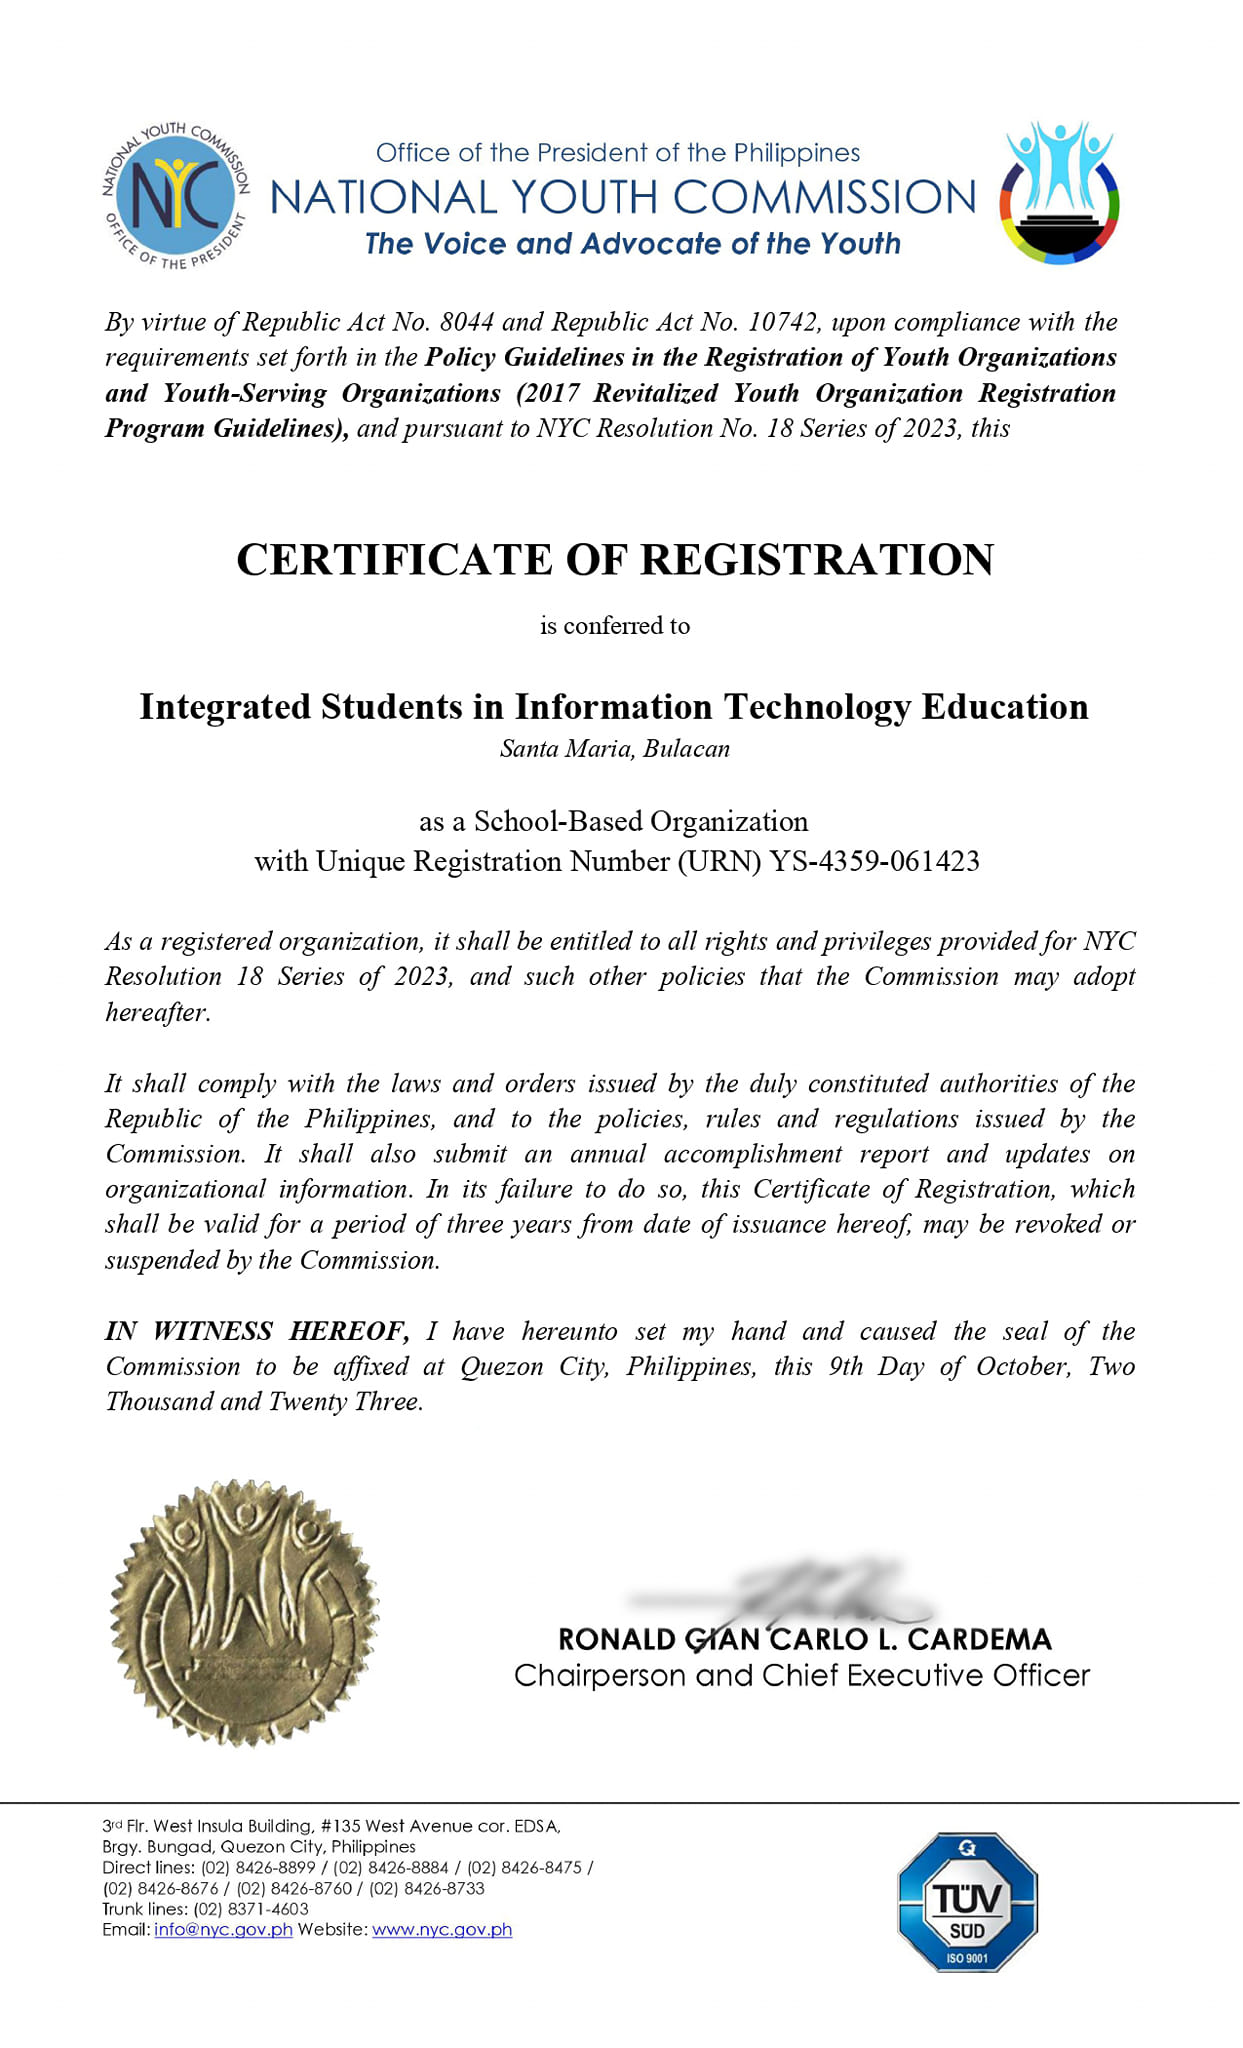 NATIONAL YOUTH COMMISSION
OFFICE OF THE PRESIDENT
NYC
Office of the President of the Philippines
NATIONAL YOUTH COMMISSION
The Voice and Advocate of the Youth
By virtue of Republic Act No. 8044 and Republic Act No. 10742, upon compliance with the
requirements set forth in the Policy Guidelines in the Registration of Youth Organizations
and Youth-Serving Organizations (2017 Revitalized Youth Organization Registration
Program Guidelines), and pursuant to NYC Resolution No. 18 Series of 2023, this
CERTIFICATE OF REGISTRATION
is conferred to
Integrated Students in Information Technology Education
Santa Maria, Bulacan
as a School-Based Organization
with Unique Registration Number (URN) YS-4359-061423
As a registered organization, it shall be entitled to all rights and privileges provided for NYC
Resolution 18 Series of 2023, and such other policies that the Commission may adopt
hereafter.
It shall comply with the laws and orders issued by the duly constituted authorities of the
Republic of the Philippines, and to the policies, rules and regulations issued by the
Commission. It shall also submit an annual accomplishment report and updates on
organizational information. In its failure to do so, this Certificate of Registration, which
shall be valid for a period of three years from date of issuance hereof, may be revoked or
suspended by the Commission.
IN WITNESS HEREOF, I have hereunto set my hand and caused the seal of the
Commission to be affixed at Quezon City, Philippines, this 9th Day of October, Two
Thousand and Twenty Three.
RONALD GIAN CARLO L. CARDEMA
Chairperson and Chief Executive Officer
3rd Flr. West Insula Building, #135 West Avenue cor. EDSA,
Brgy. Bungad, Quezon City, Philippines
Direct lines: (02) 8426-8899 / (02) 8426-8884 / (02) 8426-8475 /
(02) 8426-8676 / (02) 8426-8760 / (02) 8426-8733
Trunk lines: (02) 8371-4603
Email: info@nyc.gov.ph Website: www.nyc.gov.ph
TÜV
SÜD
ISO 9001